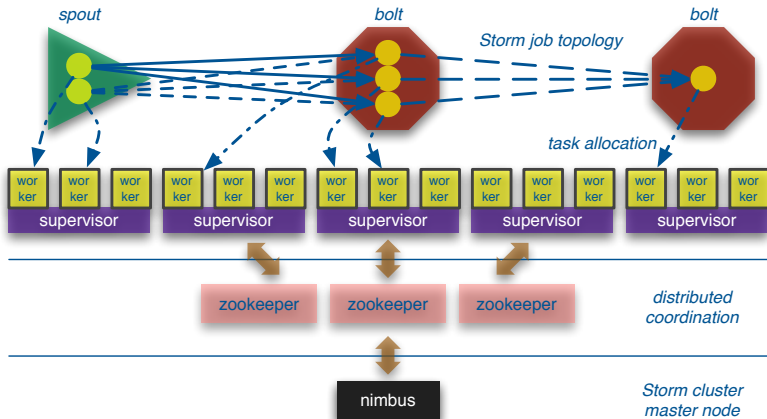 spout
bolt
bolt
Storm job topology
task allocation
wor wor wor wor wor wor wor wor wor wor wor wor wor wor wor
ker ker ker ker ker ker ker ker ker ker ker ker ker ker ker
supervisor supervisor supervisor supervisor supervisor
zookeeper zookeeper zookeeper
distributed
coordination
nimbus
Storm cluster
master node